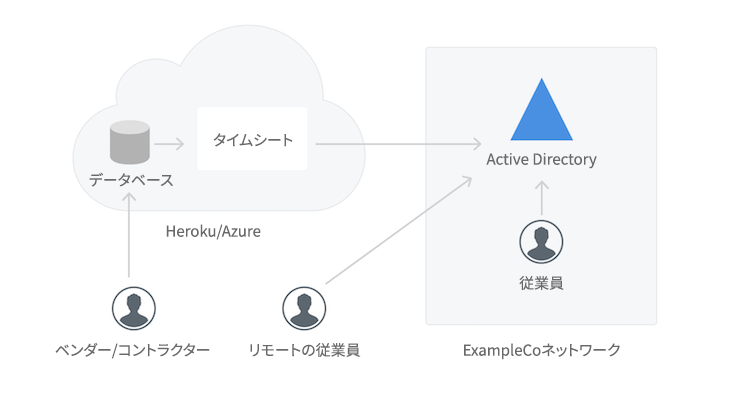 タイムシート
データベース
Active Directory
Heroku/Azure
従業員
ベンダー/コントラクター
リモートの従業員
ExampleCoネットワーク